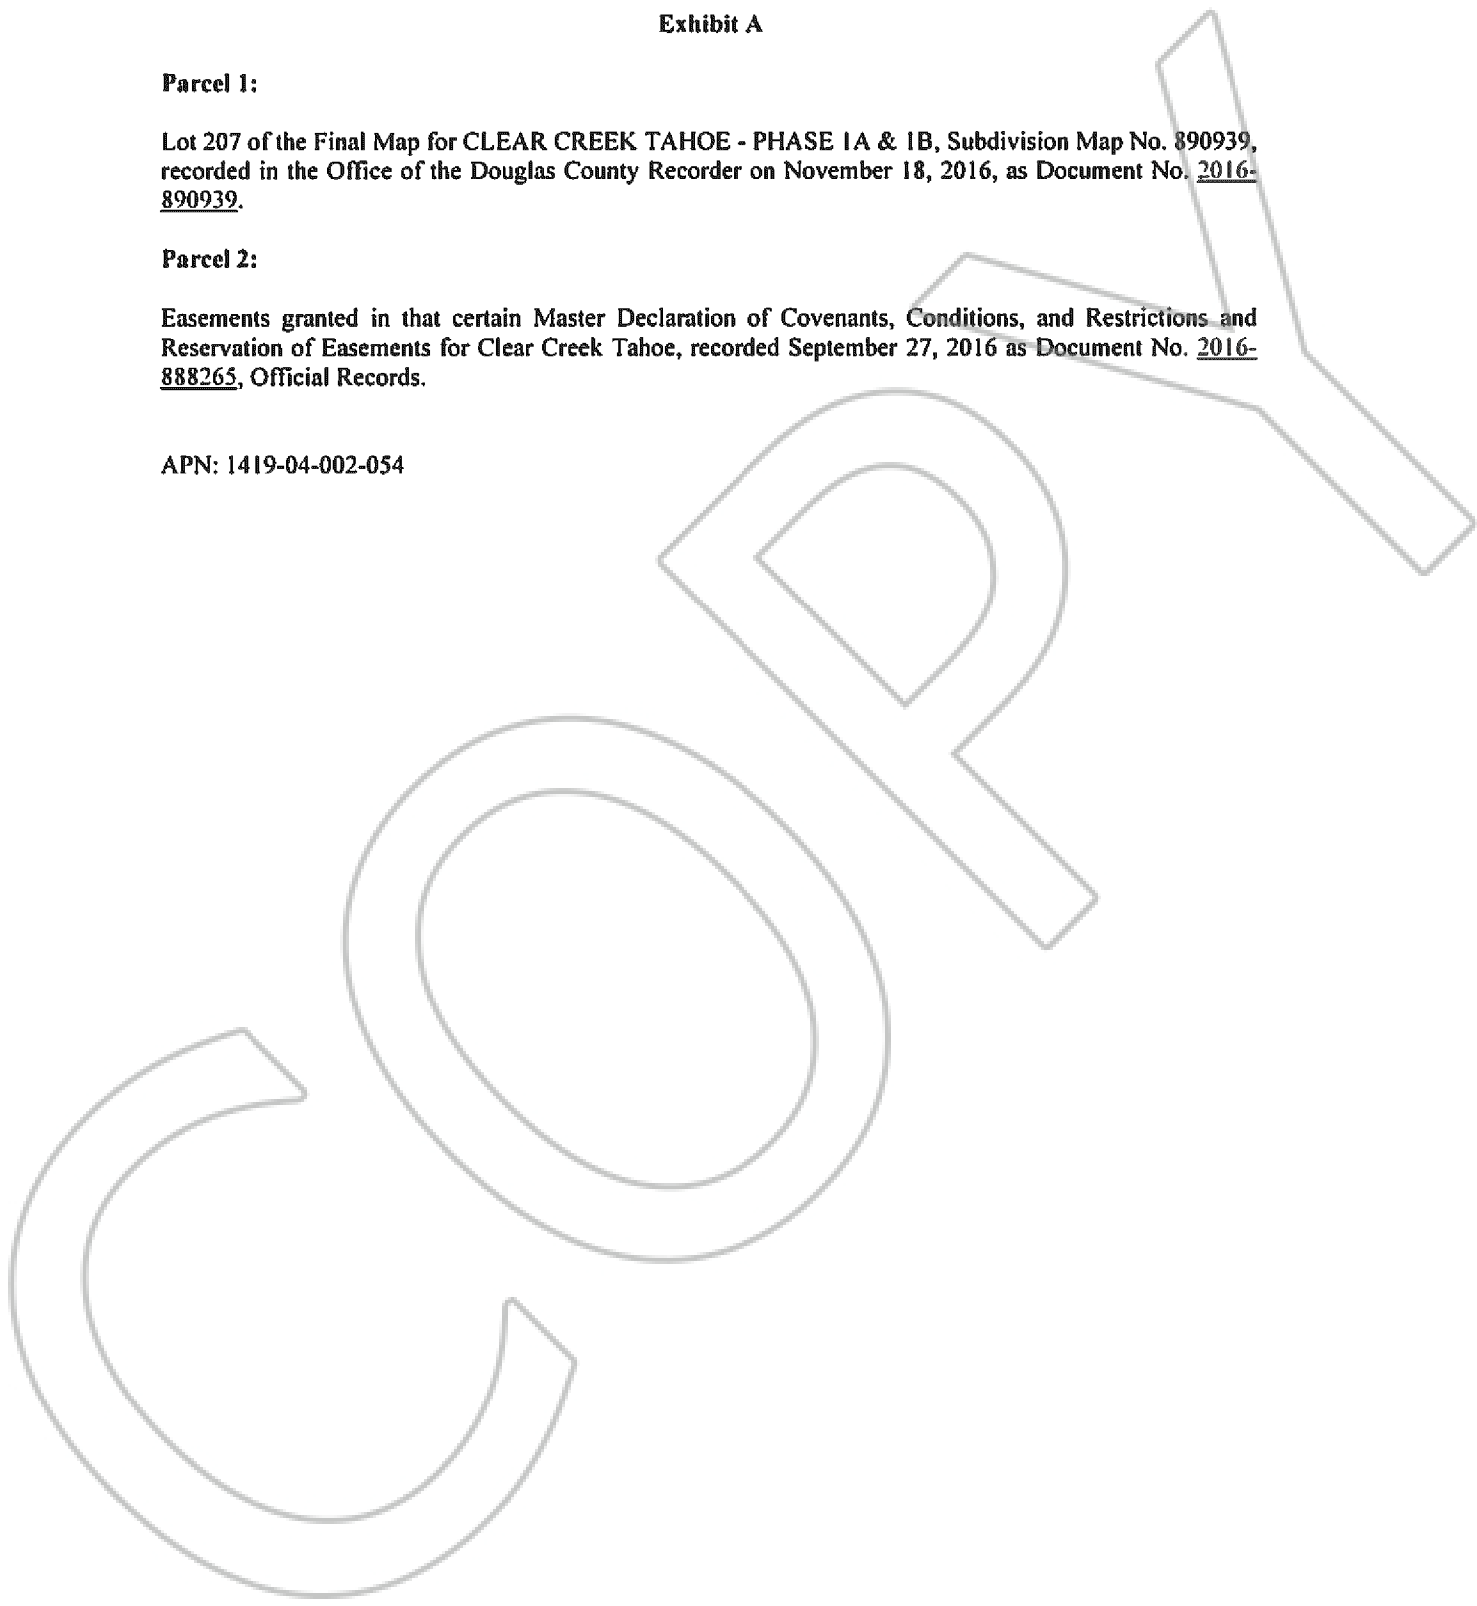 Exhibit A
Parcel 1:
Lot 207 of the Final Map for CLEAR CREEK TAHOE - PHASE 1A & 1B, Subdivision Map No. 890939,
recorded in the Office of the Douglas County Recorder on November 18, 2016, as Document No. 2016-
890939.
Parcel 2:
Easements granted in that certain Master Declaration of Covenants, Conditions, and Restrictions and
Reservation of Easements for Clear Creek Tahoe, recorded September 27, 2016 as Document No. 2016-
888265, Official Records.
APN: 1419-04-002-054
COPY